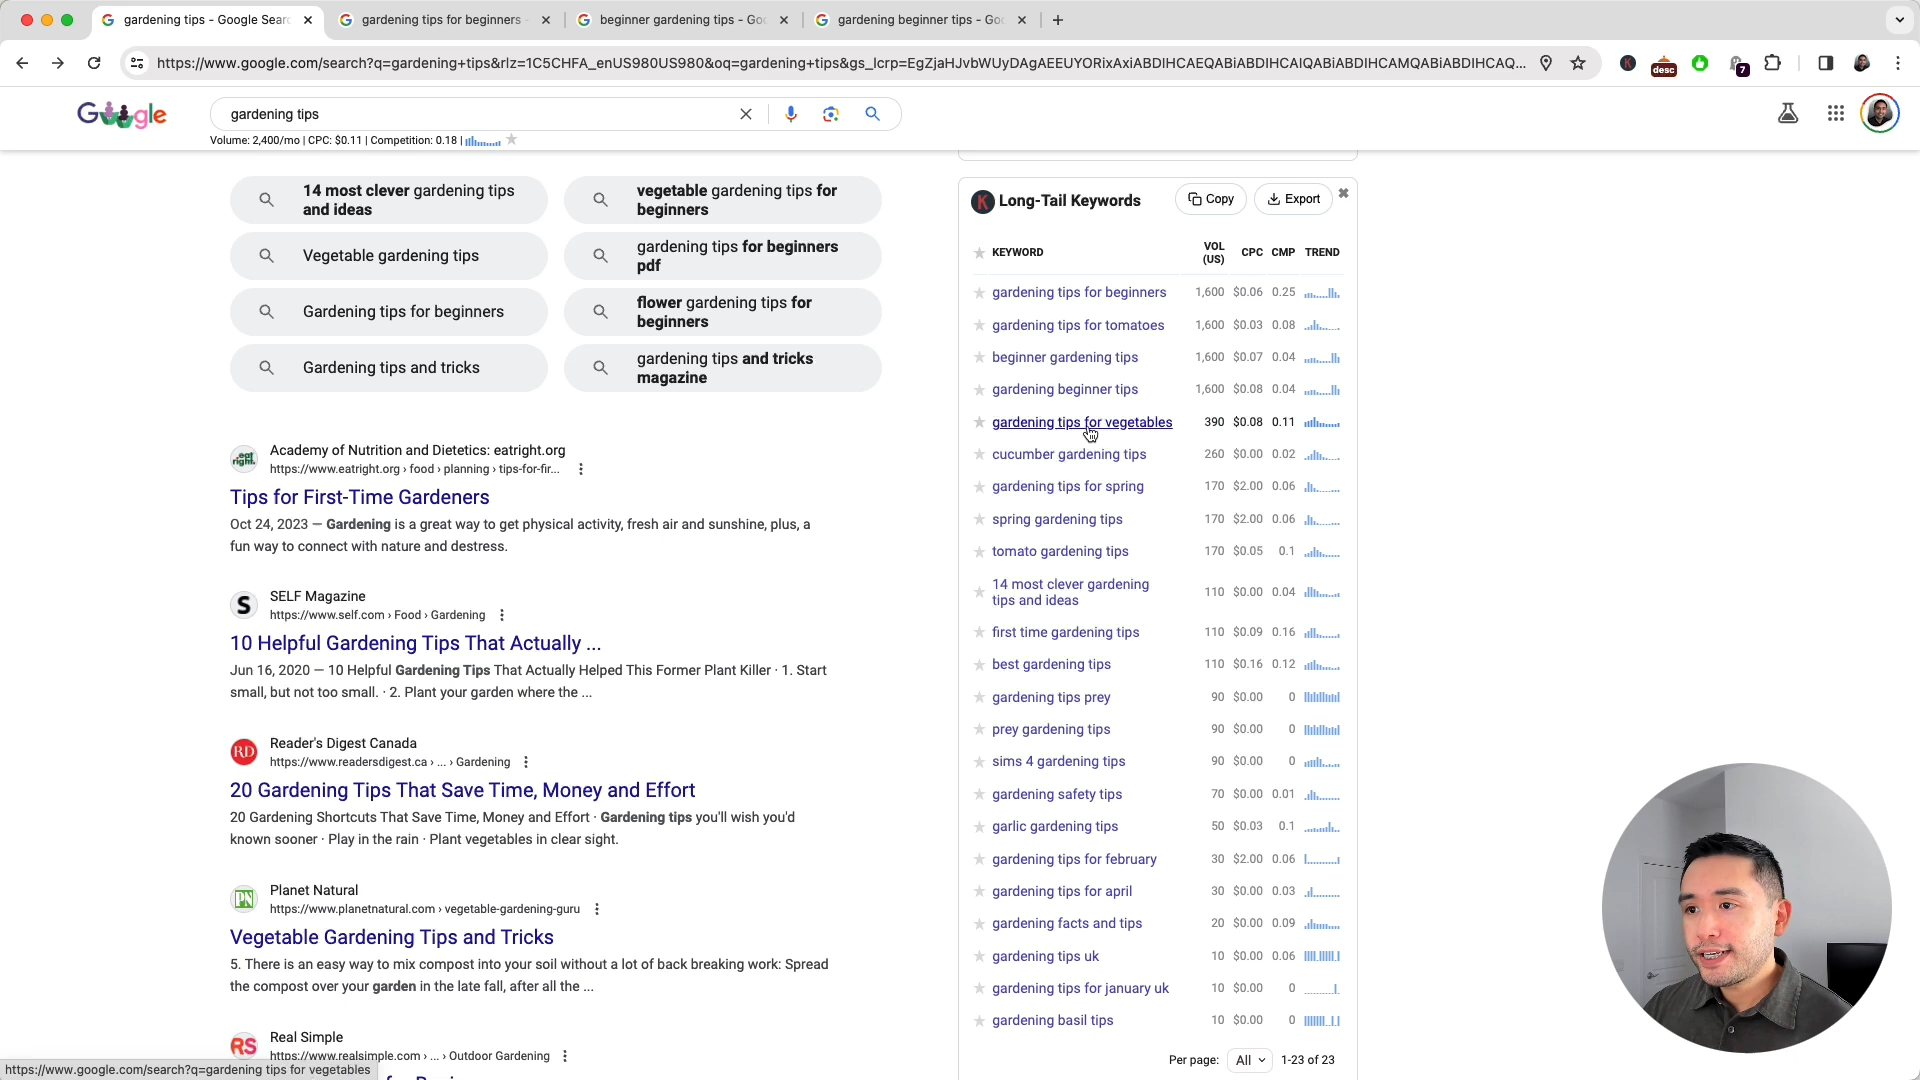 gardening tips - Google Sear
gardening tips for beginners
beginner gardening tips - Go
gardening beginner tips - Goo
https://www.google.com/search?q=gardening+tips&rlz=1C5CHFA_enUS980US980&oq=gardening+tips&gs_lcrp=EgZjaHJvbWUyDAgAEEUYORixAxiABDIHCAEQABiABDIHCAIQABiABDIHCAMQABiABDIHCAQ...
desc
7
Google
gardening tips
Volume: 2,400/mo | CPC: $0.11 | Competition: 0.18 |
14 most clever gardening tips
and ideas
vegetable gardening tips for
beginners
Vegetable gardening tips
gardening tips for beginners
pdf
Gardening tips for beginners
flower gardening tips for
beginners
Gardening tips and tricks
gardening tips and tricks
magazine
eat
right.
Academy of Nutrition and Dietetics: eatright.org
https://www.eatright.org › food › planning › tips-for-fir...
Tips for First-Time Gardeners
Oct 24, 2023 — Gardening is a great way to get physical activity, fresh air and sunshine, plus, a
fun way to connect with nature and destress.
S
SELF Magazine
https://www.self.com › Food › Gardening
10 Helpful Gardening Tips That Actually ...
Jun 16, 2020 — 10 Helpful Gardening Tips That Actually Helped This Former Plant Killer · 1. Start
small, but not too small. · 2. Plant your garden where the ...
RD
Reader's Digest Canada
https://www.readersdigest.ca › ... › Gardening
20 Gardening Tips That Save Time, Money and Effort
20 Gardening Shortcuts That Save Time, Money and Effort · Gardening tips you'll wish you'd
known sooner · Play in the rain · Plant vegetables in clear sight.
PN
Planet Natural
https://www.planetnatural.com › vegetable-gardening-guru
Vegetable Gardening Tips and Tricks
5. There is an easy way to mix compost into your soil without a lot of back breaking work: Spread
the compost over your garden in the late fall, after all the ...
RS
Real Simple
https://www.realsimple.com › ... › Outdoor Gardening
https://www.google.com/search?q=gardening tips for vegetables
K Long-Tail Keywords
Copy
Export
KEYWORD VOL (US) CPC CMP TREND
gardening tips for beginners 1,600 $0.06 0.25
gardening tips for tomatoes 1,600 $0.03 0.08
beginner gardening tips 1,600 $0.07 0.04
gardening beginner tips 1,600 $0.08 0.04
gardening tips for vegetables 390 $0.08 0.11
cucumber gardening tips 260 $0.00 0.02
gardening tips for spring 170 $2.00 0.06
spring gardening tips 170 $2.00 0.06
tomato gardening tips 170 $0.05 0.1
14 most clever gardening
tips and ideas 110 $0.00 0.04
first time gardening tips 110 $0.09 0.16
best gardening tips 110 $0.16 0.12
gardening tips prey 90 $0.00 0
prey gardening tips 90 $0.00 0
sims 4 gardening tips 90 $0.00 0
gardening safety tips 70 $0.00 0.01
garlic gardening tips 50 $0.03 0.1
gardening tips for february 30 $2.00 0.06
gardening tips for april 30 $0.00 0.03
gardening facts and tips 20 $0.00 0.09
gardening tips uk 10 $0.00 0.06
gardening tips for january uk 10 $0.00 0
gardening basil tips 10 $0.00 0
Per page: All 1-23 of 23